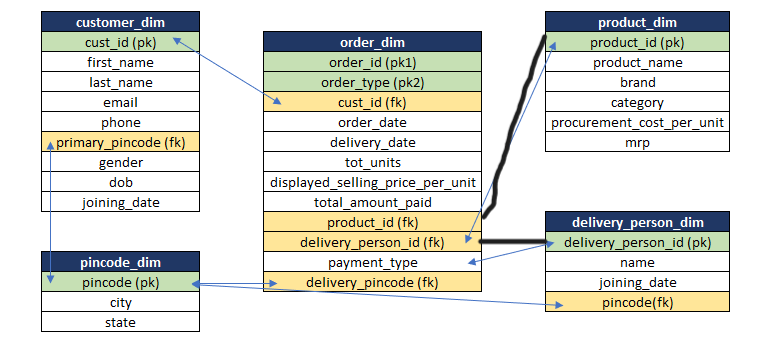 customer_dim
cust_id (pk)
first_name
last_name
email
phone
primary_pincode (fk)
gender
dob
joining_date
pincode_dim
pincode (pk)
city
state
order_dim
order_id (pk1)
order_type (pk2)
cust_id (fk)
order_date
delivery_date
tot_units
displayed_selling_price_per_unit
total_amount_paid
product_id (fk)
delivery_person_id (fk)
payment_type
delivery_pincode (fk)
product_dim
product_id (pk)
product_name
brand
category
procurement_cost_per_unit
mrp
delivery_person_dim
delivery_person_id (pk)
name
joining_date
pincode(fk)